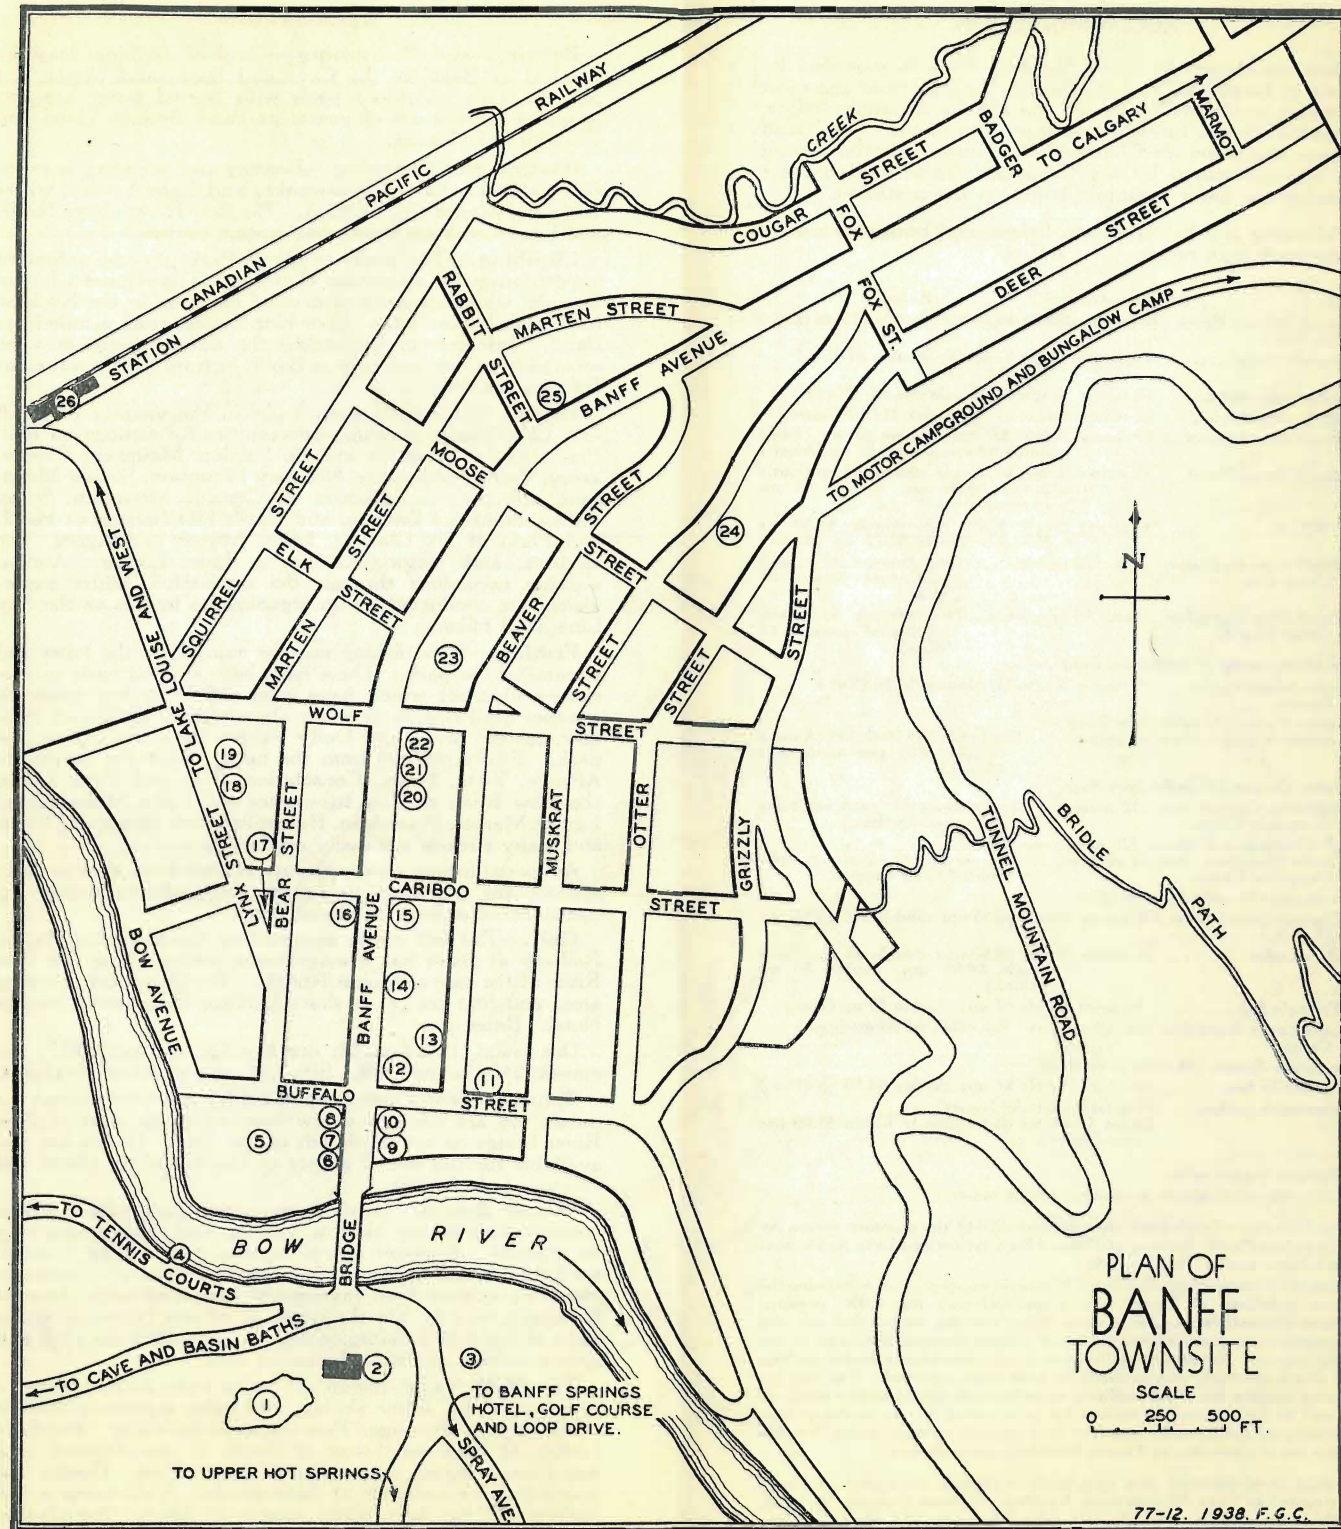 CANADIAN PACIFIC RAILWAY
STATION
26
CREEK
COUGAR STREET
BADGER
TO CALGARY
MARMOT
FOX
FOX ST.
DEER STREET
TO MOTOR CAMPGROUND AND BUNGALOW CAMP
RABBIT STREET
MARTEN STREET
25
BANFF AVENUE
MOOSE
STREET
STREET
24
N
SQUIRREL STREET
ELK STREET
MARTEN STREET
23
BEAVER
STREET
STREET
STREET
LYNX STREET TO LAKE LOUISE AND WEST
WOLF STREET
19
18
22
21
20
17
BEAR STREET
MUSKRAT
OTTER
GRIZZLY
CARIBOO STREET
16
15
BANFF AVENUE
BOW AVENUE
14
13
12
11
TUNNEL MOUNTAIN ROAD
BRIDLE PATH
BUFFALO STREET
8
7
6
5
10
9
BOW RIVER
BRIDGE
4
TO TENNIS COURTS
TO CAVE AND BASIN BATHS
3
2
1
TO BANFF SPRINGS
HOTEL, GOLF COURSE
AND LOOP DRIVE.
SPRAY AVE.
TO UPPER HOT SPRINGS
PLAN OF
BANFF
TOWNSITE
SCALE
0 250 500 FT.
77-12. 1938. F.G.C.